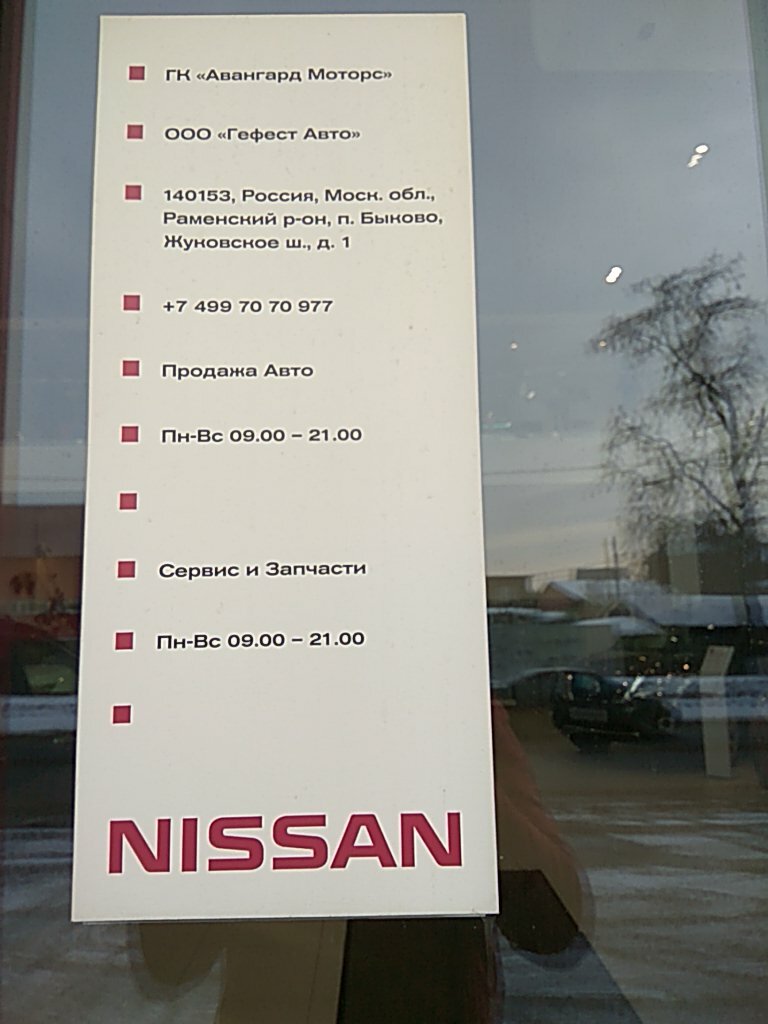 ГК «Авангард Моторс»
ООО «Гефест Авто»
140153, Россия, Моск. обл.,
Раменский р-он, п. Быково,
Жуковское ш., д. 1
+7 499 70 70 977
Продажа Авто
Пн-Вс 09.00 – 21.00
Сервис и Запчасти
Пн-Вс 09.00 – 21.00
NISSAN